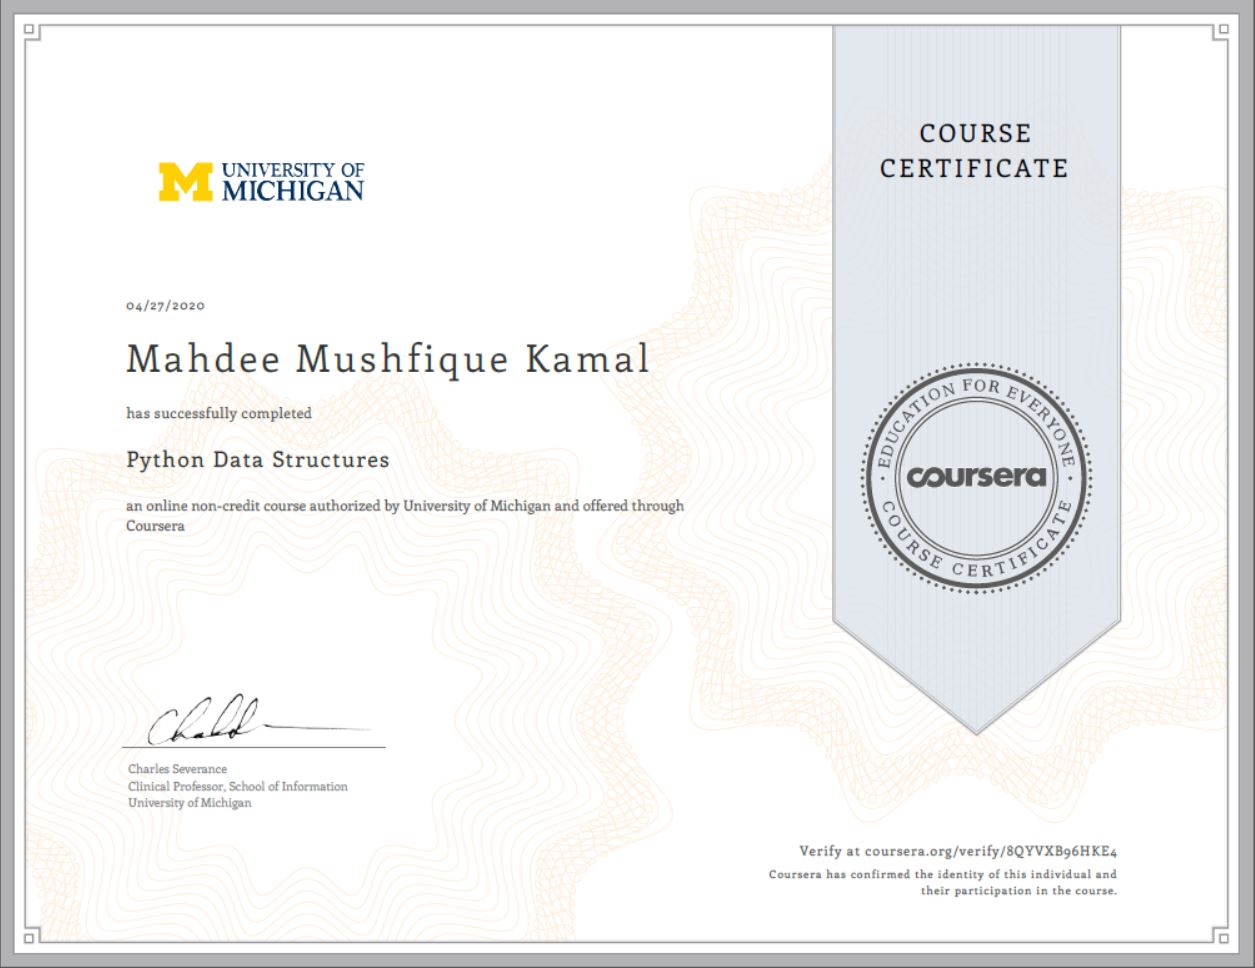 UNIVERSITY OF
MICHIGAN
COURSE
CERTIFICATE
04/27/2020
Mahdee Mushfique Kamal
has successfully completed
Python Data Structures
an online non-credit course authorized by University of Michigan and offered through
Coursera
EDUCATION FOR EVERYONE
coursera
COURSE CERTIFICATE
Charles Severance
Clinical Professor, School of Information
University of Michigan
Verify at coursera.org/verify/8QYVXB96HKE4
Coursera has confirmed the identity of this individual and
their participation in the course.